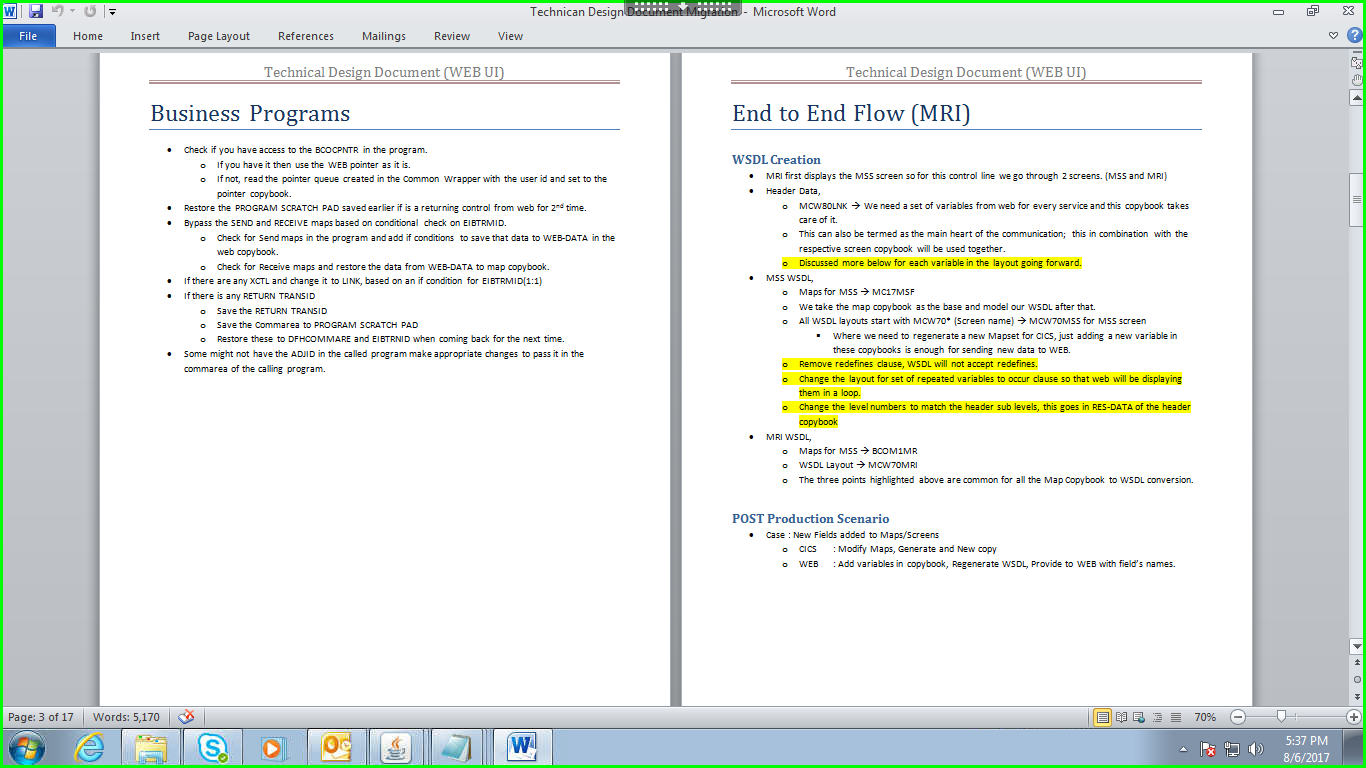 Technican Design Document Migration - Microsoft Word
File Home Insert Page Layout References Mailings Review View
Technical Design Document (WEB UI)
Business Programs
• Check if you have access to the BCOCPNTR in the program.
o If you have it then use the WEB pointer as it is.
o If not, read the pointer queue created in the Common Wrapper with the user id and set to the
pointer copybook.
• Restore the PROGRAM SCRATCH PAD saved earlier if is a returning control from web for 2nd time.
• Bypass the SEND and RECEIVE maps based on conditional check on EIBTRMID.
o Check for Send maps in the program and add if conditions to save that data to WEB-DATA in the
web copybook.
o Check for Receive maps and restore the data from WEB-DATA to map copybook.
• If there are any XCTL and change it to LINK, based on an if condition for EIBTRMID(1:1)
• If there is any RETURN TRANSID
o Save the RETURN TRANSID
o Save the Commarea to PROGRAM SCRATCH PAD
o Restore these to DFHCOMMARE and EIBTRNID when coming back for the next time.
• Some might not have the ADJID in the called program make appropriate changes to pass it in the
commarea of the calling program.
Technical Design Document (WEB UI)
End to End Flow (MRI)
WSDL Creation
• MRI first displays the MSS screen so for this control line we go through 2 screens. (MSS and MRI)
• Header Data,
o MCW80LNK → We need a set of variables from web for every service and this copybook takes
care of it.
o This can also be termed as the main heart of the communication; this in combination with the
respective screen copybook will be used together.
o Discussed more below for each variable in the layout going forward.
• MSS WSDL,
o Maps for MSS → MC17MSF
o We take the map copybook as the base and model our WSDL after that.
o All WSDL layouts start with MCW70* (Screen name) → MCW70MSS for MSS screen
▪ Where we need to regenerate a new Mapset for CICS, just adding a new variable in
these copybooks is enough for sending new data to WEB.
o Remove redefines clause, WSDL will not accept redefines.
o Change the layout for set of repeated variables to occur clause so that web will be displaying
them in a loop.
o Change the level numbers to match the header sub levels, this goes in RES-DATA of the header
copybook
• MRI WSDL,
o Maps for MSS → BCOM1MR
o WSDL Layout → MCW70MRI
o The three points highlighted above are common for all the Map Copybook to WSDL conversion.
POST Production Scenario
• Case : New Fields added to Maps/Screens
o CICS : Modify Maps, Generate and New copy
o WEB : Add variables in copybook, Regenerate WSDL, Provide to WEB with field's names.
Page: 3 of 17 Words: 5,170 70%
5:37 PM
8/6/2017